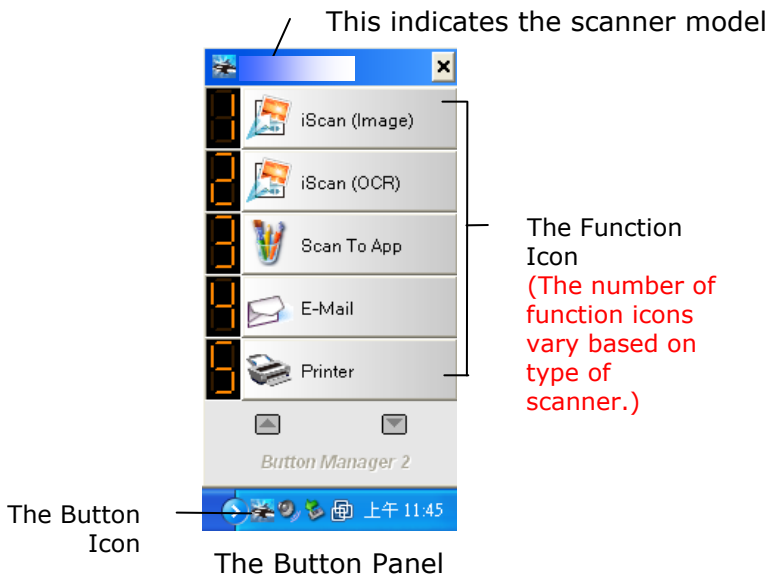 This indicates the scanner model
1 iScan (Image)
2 iScan (OCR)
3 Scan To App
4 E-Mail
5 Printer
The Function
Icon
(The number of
function icons
vary based on
type of
scanner.)
Button Manager 2
上午 11:45
The Button
Icon
The Button Panel